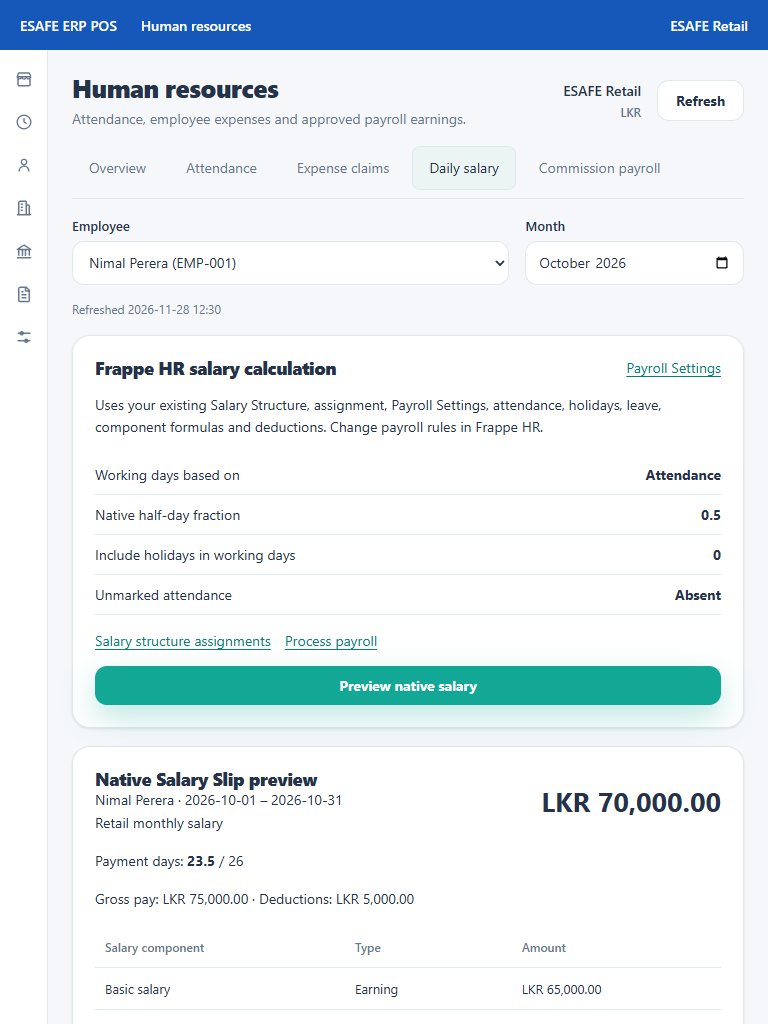 ESAFE ERP POS Human resources ESAFE Retail
Human resources
Attendance, employee expenses and approved payroll earnings.
ESAFE Retail
LKR
Refresh
Overview Attendance Expense claims Daily salary Commission payroll
Employee Month
Nimal Perera (EMP-001) October 2026
Refreshed 2026-11-28 12:30
Frappe HR salary calculation Payroll Settings
Uses your existing Salary Structure, assignment, Payroll Settings, attendance, holidays, leave,
component formulas and deductions. Change payroll rules in Frappe HR.
Working days based on Attendance
Native half-day fraction 0.5
Include holidays in working days 0
Unmarked attendance Absent
Salary structure assignments Process payroll
Preview native salary
Native Salary Slip preview
Nimal Perera · 2026-10-01 – 2026-10-31
Retail monthly salary
LKR 70,000.00
Payment days: 23.5 / 26
Gross pay: LKR 75,000.00 · Deductions: LKR 5,000.00
Salary component Type Amount
Basic salary Earning LKR 65,000.00